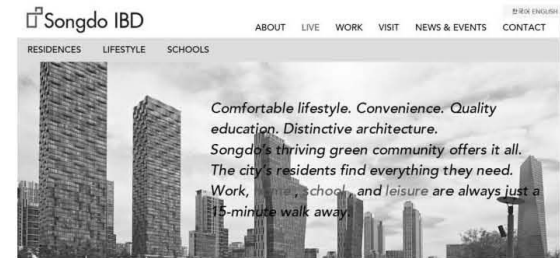 Songdo IBD
한국어 ENGLISH
ABOUT LIVE WORK VISIT NEWS & EVENTS CONTACT
RESIDENCES LIFESTYLE SCHOOLS
Comfortable lifestyle. Convenience. Quality
education. Distinctive architecture.
Songdo's thriving green community offers it all.
The city's residents find everything they need.
Work, home, school, and leisure are always just a
15-minute walk away.